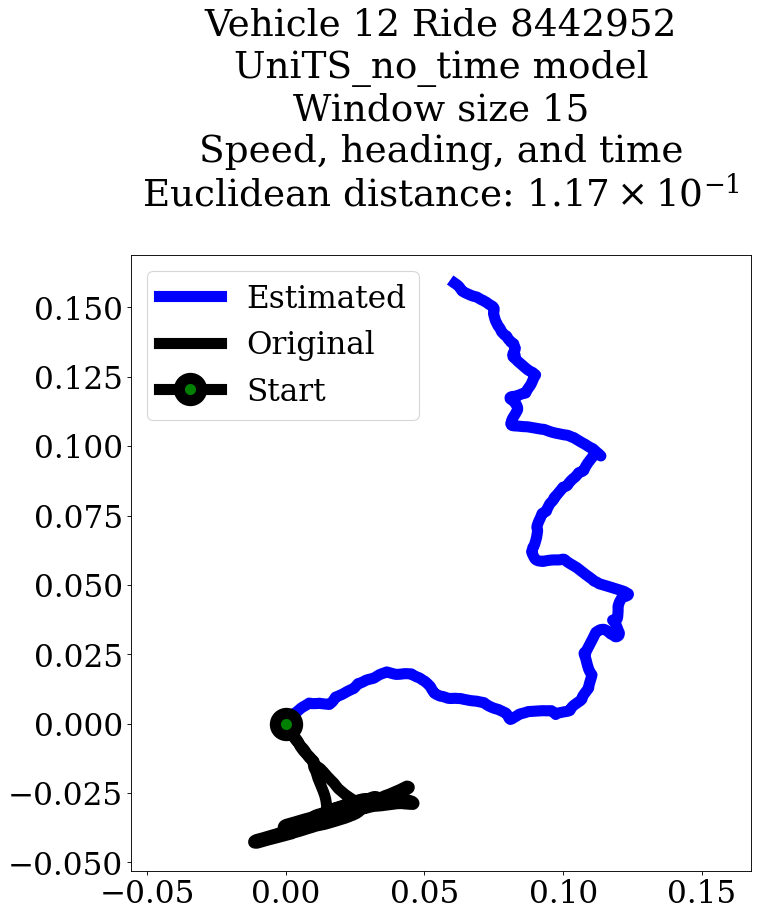 Vehicle 12 Ride 8442952
UniTS_no_time model
Window size 15
Speed, heading, and time
Euclidean distance: 1.17 × 10⁻¹
Estimated
Original
Start
0.150
0.125
0.100
0.075
0.050
0.025
0.000
−0.025
−0.050
−0.05 0.00 0.05 0.10 0.15